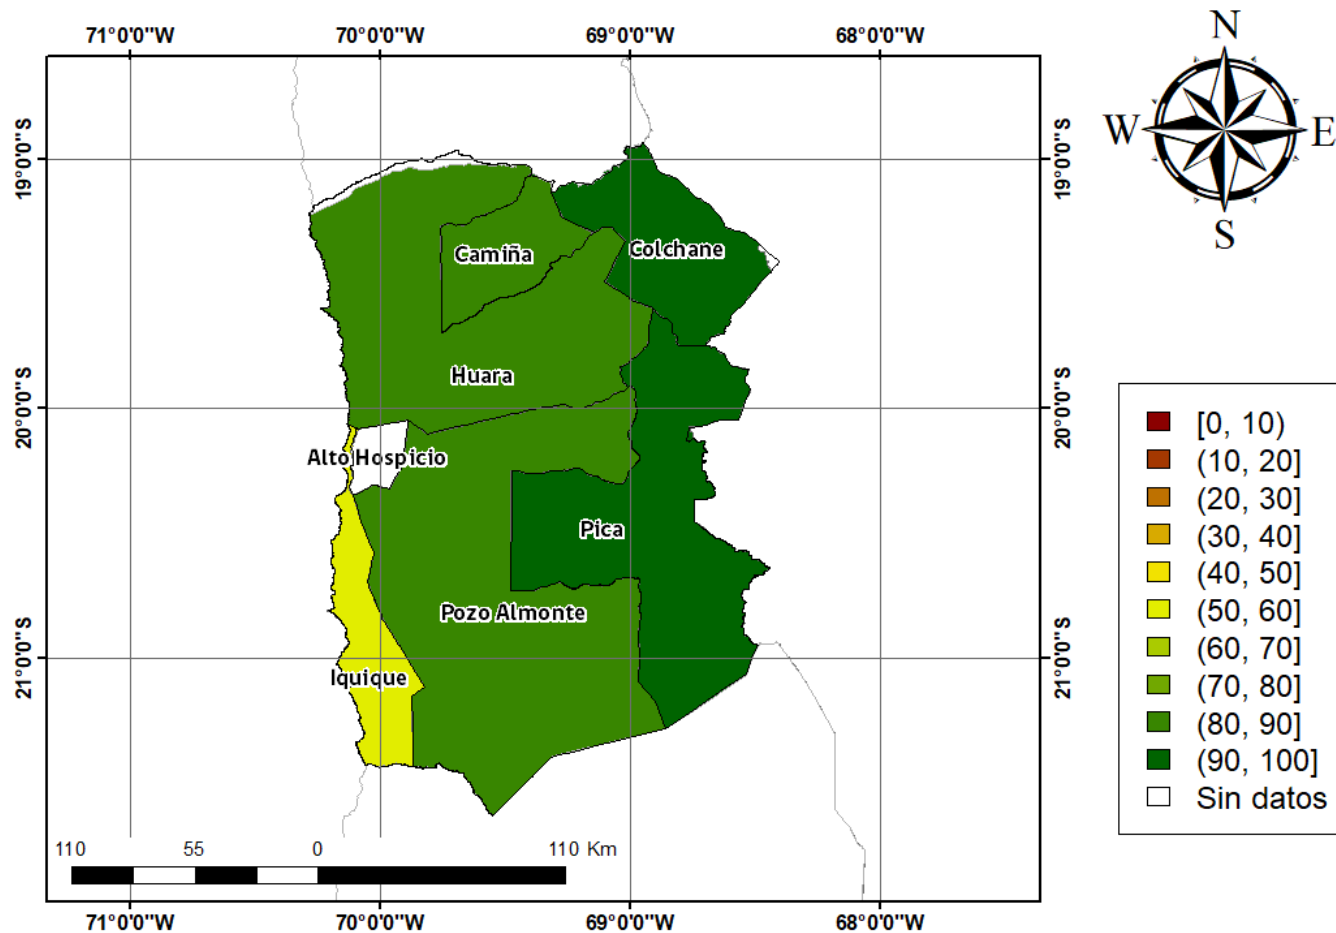 71°0'0"W 70°0'0"W 69°0'0"W 68°0'0"W
N
W E
S
19°0'0"S 19°0'0"S
Colchane
Camiña
Huara
20°0'0"S 20°0'0"S
Alto Hospicio
Pica
Pozo Almonte
21°0'0"S 21°0'0"S
Iquique
[0, 10)
(10, 20]
(20, 30]
(30, 40]
(40, 50]
(50, 60]
(60, 70]
(70, 80]
(80, 90]
(90, 100]
Sin datos
110 55 0 110 Km
71°0'0"W 70°0'0"W 69°0'0"W 68°0'0"W